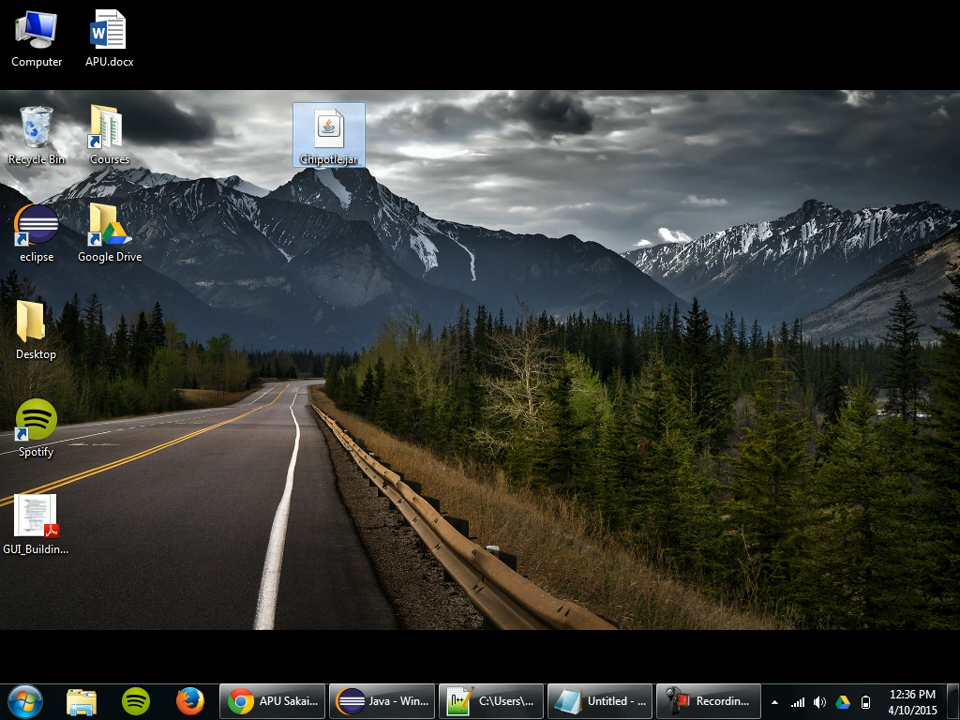 Computer
APU.docx
Recycle Bin
Courses
Chipotle.jar
eclipse
Google Drive
Desktop
Spotify
GUI_Buildin...
APU Sakai...
Java - Win...
C:\Users\...
Untitled - ...
Recordin...
12:36 PM
4/10/2015